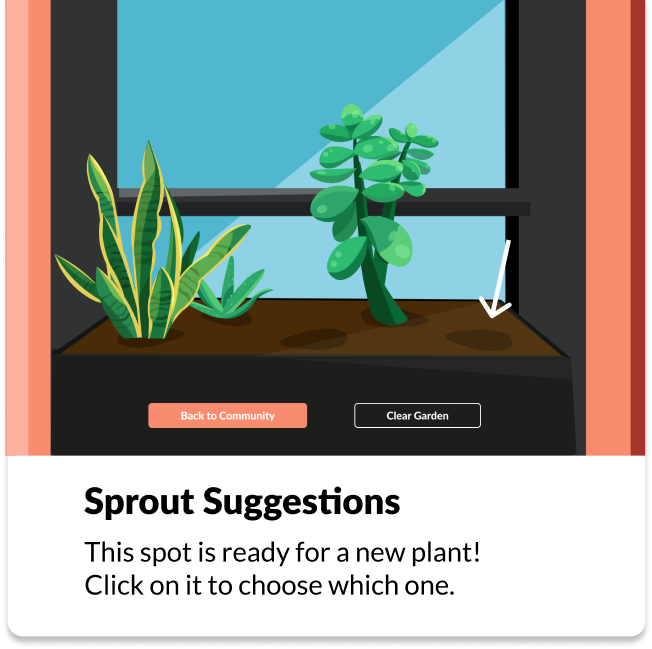 Back to Community
Clear Garden
Sprout Suggestions
This spot is ready for a new plant!
Click on it to choose which one.